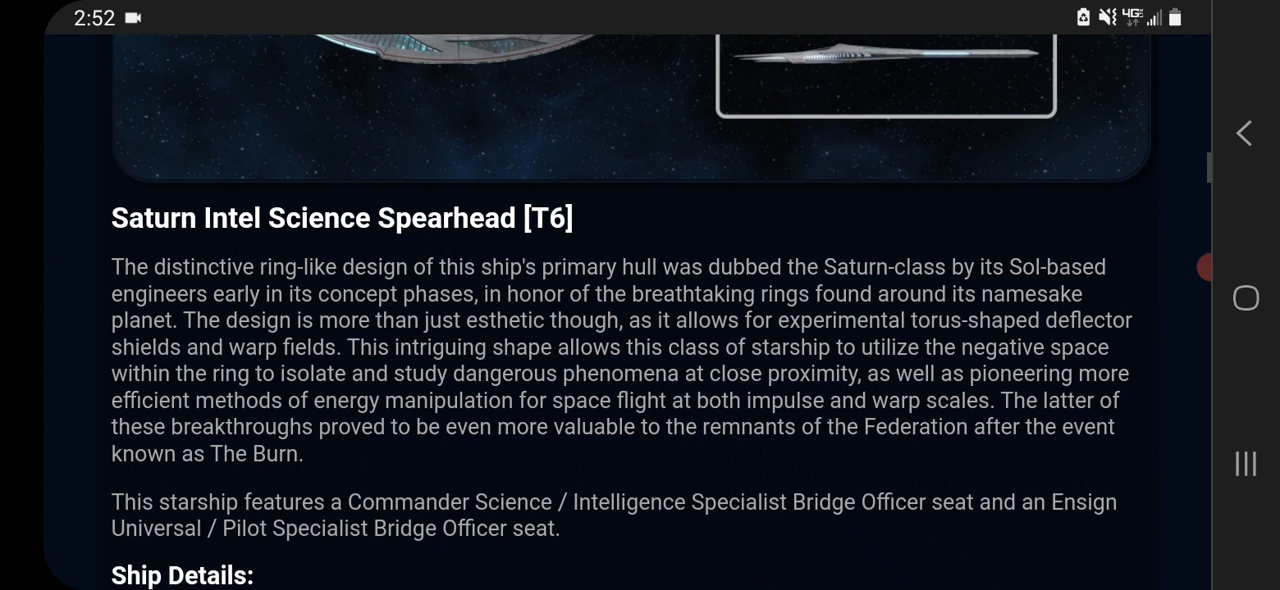 2:52
4G
Saturn Intel Science Spearhead [T6]
The distinctive ring-like design of this ship's primary hull was dubbed the Saturn-class by its Sol-based
engineers early in its concept phases, in honor of the breathtaking rings found around its namesake
planet. The design is more than just esthetic though, as it allows for experimental torus-shaped deflector
shields and warp fields. This intriguing shape allows this class of starship to utilize the negative space
within the ring to isolate and study dangerous phenomena at close proximity, as well as pioneering more
efficient methods of energy manipulation for space flight at both impulse and warp scales. The latter of
these breakthroughs proved to be even more valuable to the remnants of the Federation after the event
known as The Burn.
This starship features a Commander Science / Intelligence Specialist Bridge Officer seat and an Ensign
Universal / Pilot Specialist Bridge Officer seat.
Ship Details: